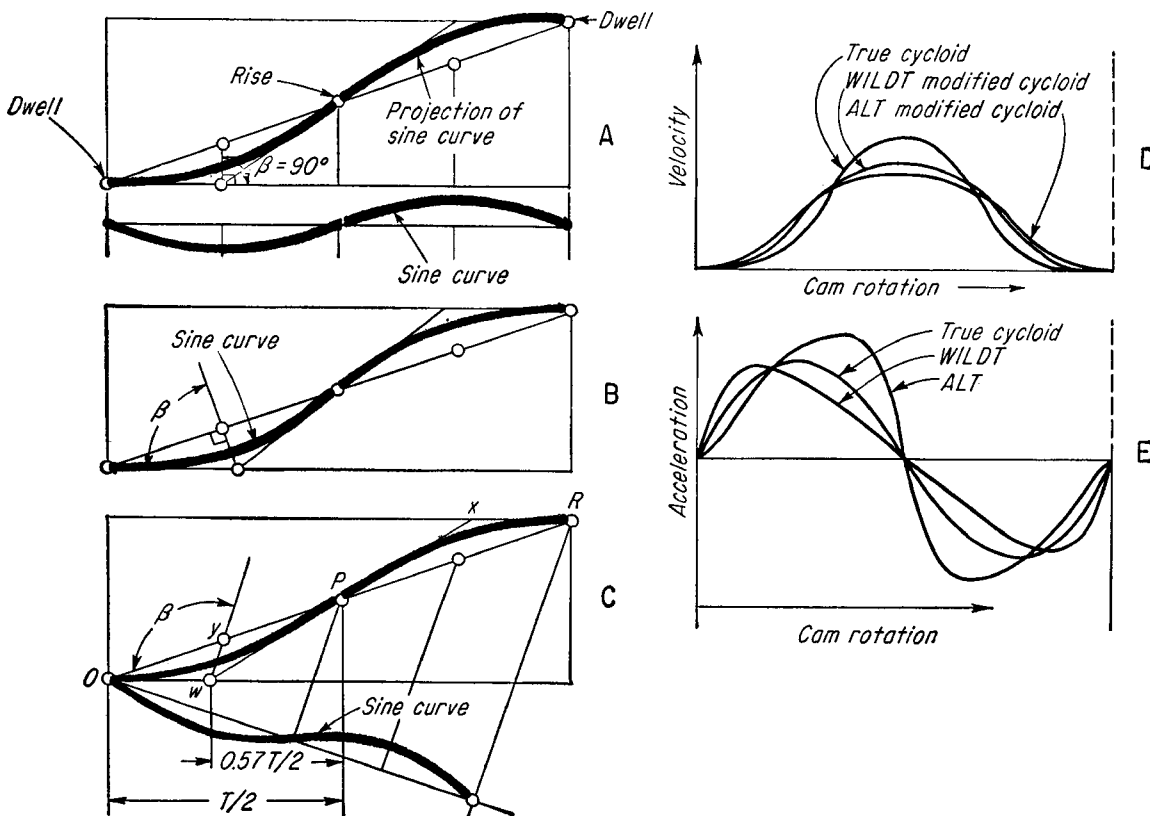 Dwell
Rise
Dwell
Projection of
sine curve
β = 90°
A
Sine curve
Sine curve
β
B
x
R
P
β
y
O
w
C
Sine curve
0.57T/2
T/2
True cycloid
WILDT modified cycloid
ALT modified cycloid
Velocity
D
Cam rotation
True cycloid
WILDT
ALT
Acceleration
E
Cam rotation